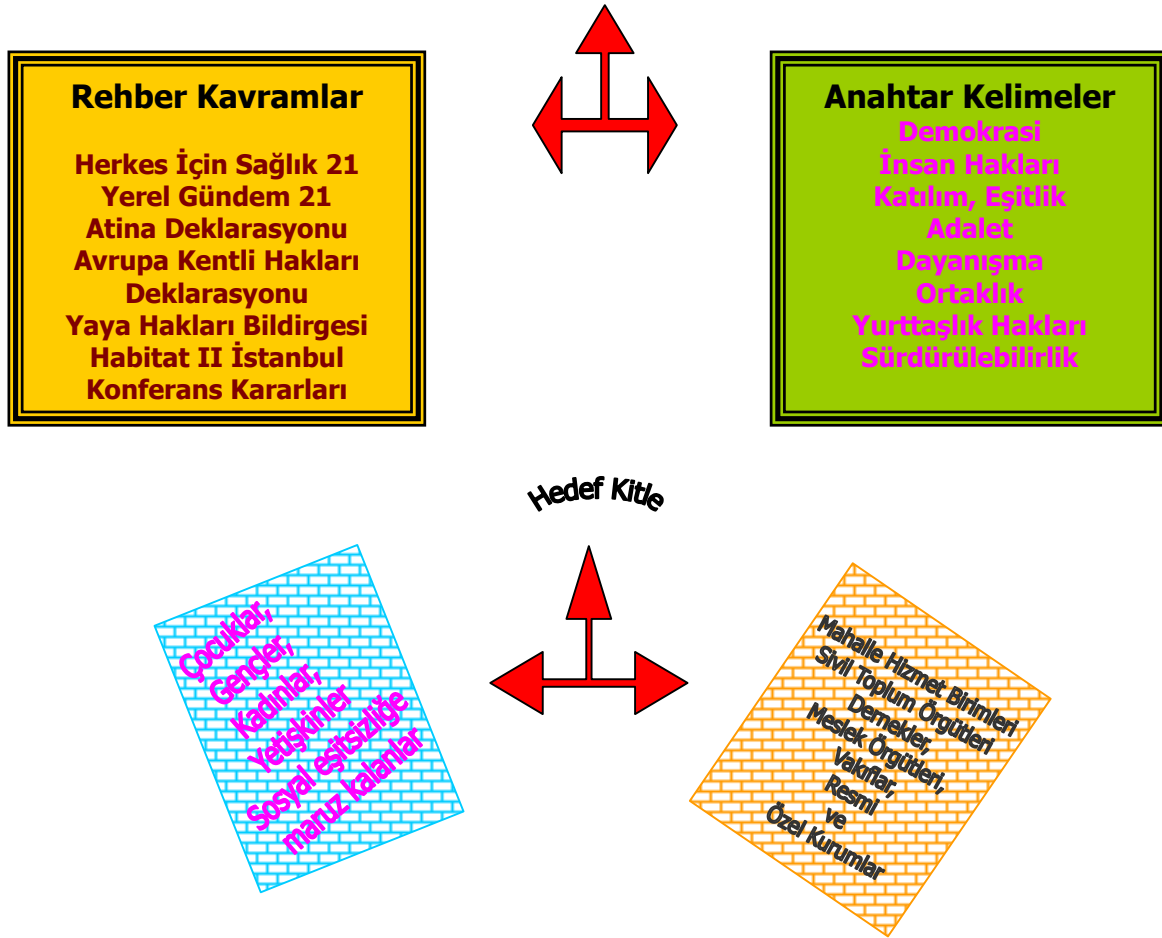 Rehber Kavramlar
Herkes İçin Sağlık 21
Yerel Gündem 21
Atina Deklarasyonu
Avrupa Kentli Hakları
Deklarasyonu
Yaya Hakları Bildirgesi
Habitat II İstanbul
Konferans Kararları
Anahtar Kelimeler
Demokrasi
İnsan Hakları
Katılım, Eşitlik
Adalet
Dayanışma
Ortaklık
Yurttaşlık Hakları
Sürdürülebilirlik
Hedef Kitle
Çocuklar,
Gençler,
Kadınlar,
Yetişkinler
Sosyal eşitsizliğe
maruz kalanlar
Mahalle Hizmet Birimleri
Sivil Toplum Örgütleri
Dernekler,
Meslek Örgütleri,
Vakıflar,
Resmi
ve
Özel Kurumlar